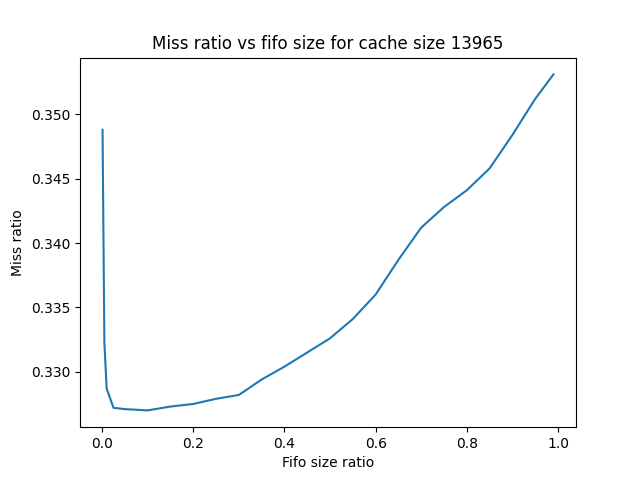 Miss ratio vs fifo size for cache size 13965
0.350
0.345
0.340
0.335
0.330
Miss ratio
0.0 0.2 0.4 0.6 0.8 1.0
Fifo size ratio